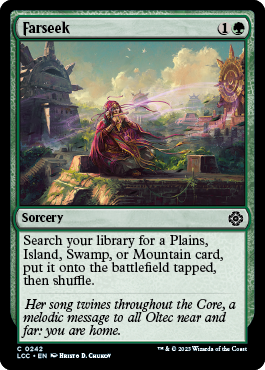 Farseek 1
Sorcery
Search your library for a Plains,
Island, Swamp, or Mountain card,
put it onto the battlefield tapped,
then shuffle.
Her song twines throughout the Core, a
melodic message to all Oltec near and
far: you are home.
C 0242
LCC • EN Hristo D. Chukov
™ & © 2023 Wizards of the Coast